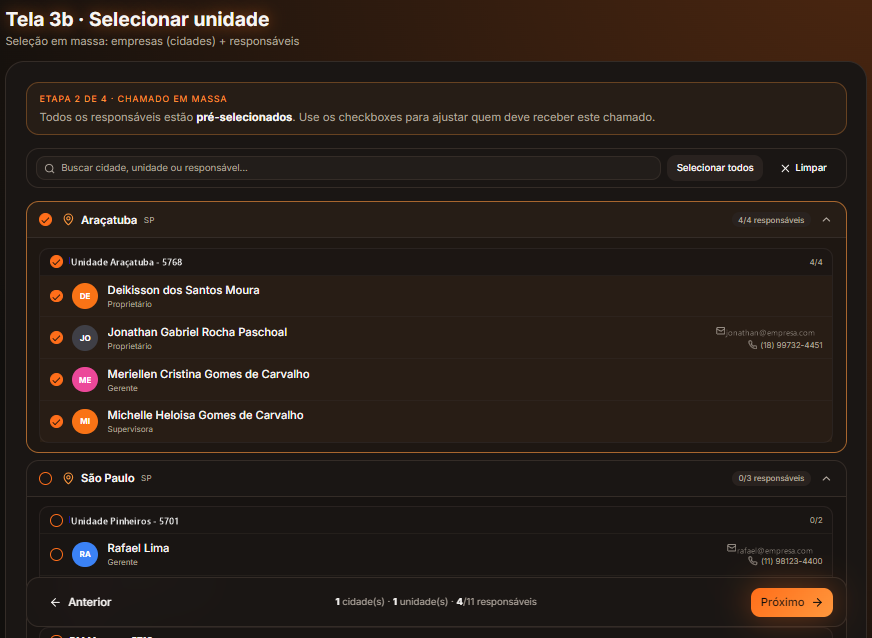 Tela 3b · Selecionar unidade
Seleção em massa: empresas (cidades) + responsáveis
ETAPA 2 DE 4 · CHAMADO EM MASSA
Todos os responsáveis estão pré-selecionados. Use os checkboxes para ajustar quem deve receber este chamado.
Buscar cidade, unidade ou responsável... Selecionar todos Limpar
Araçatuba SP 4/4 responsáveis
Unidade Araçatuba - 5768 4/4
DE Deikisson dos Santos Moura
Proprietário
JO Jonathan Gabriel Rocha Paschoal jonathan@empresa.com
Proprietário (18) 99732-4451
ME Meriellen Cristina Gomes de Carvalho
Gerente
MI Michelle Heloisa Gomes de Carvalho
Supervisora
São Paulo SP 0/3 responsáveis
Unidade Pinheiros - 5701 0/2
RA Rafael Lima rafael@empresa.com
Gerente (11) 98123-4400
Anterior 1 cidade(s) · 1 unidade(s) · 4/11 responsáveis Próximo